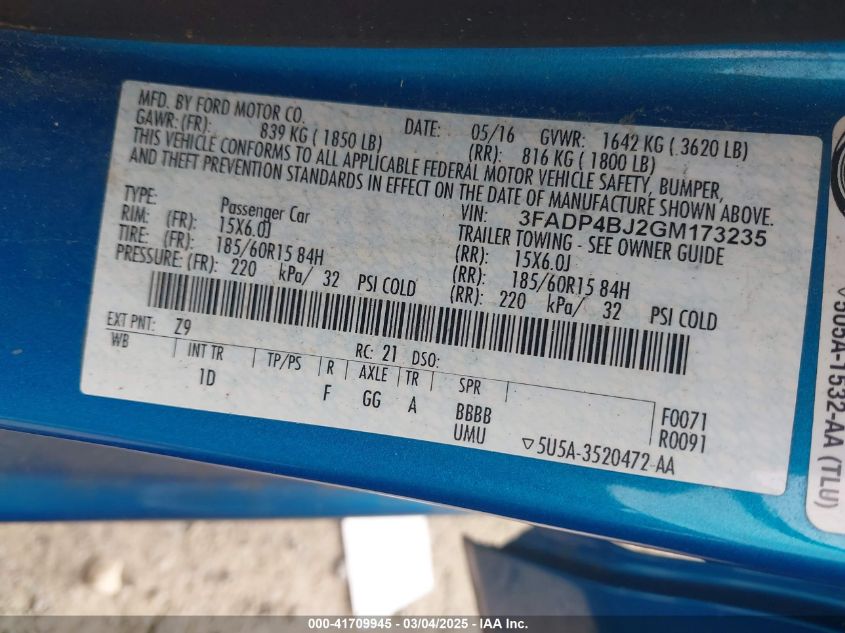 MFD. BY FORD MOTOR CO.
DATE: 05/16 GVWR: 1642 KG ( 3620 LB)
GAWR: (FR): 839 KG ( 1850 LB) (RR): 816 KG ( 1800 LB)
THIS VEHICLE CONFORMS TO ALL APPLICABLE FEDERAL MOTOR VEHICLE SAFETY, BUMPER,
AND THEFT PREVENTION STANDARDS IN EFFECT ON THE DATE OF MANUFACTURE SHOWN ABOVE.
VIN: 3FADP4BJ2GM173235
TYPE: Passenger Car TRAILER TOWING - SEE OWNER GUIDE
RIM: (FR): 15X6.0J (RR): 15X6.0J
TIRE: (FR): 185/60R15 84H (RR): 185/60R15 84H
PRESSURE: (FR): 220 kPa/ 32 PSI COLD (RR): 220 kPa/ 32 PSI COLD
EXT PNT: Z9 RC: 21 DSO:
WB INT TR TP/PS R AXLE TR SPR
1D F GG A BBBB F0071
UMU R0091
▽5U5A-3520472-AA
▽5U5A-1532-AA (TLU)
000-41709945 - 03/04/2025 - IAA Inc.